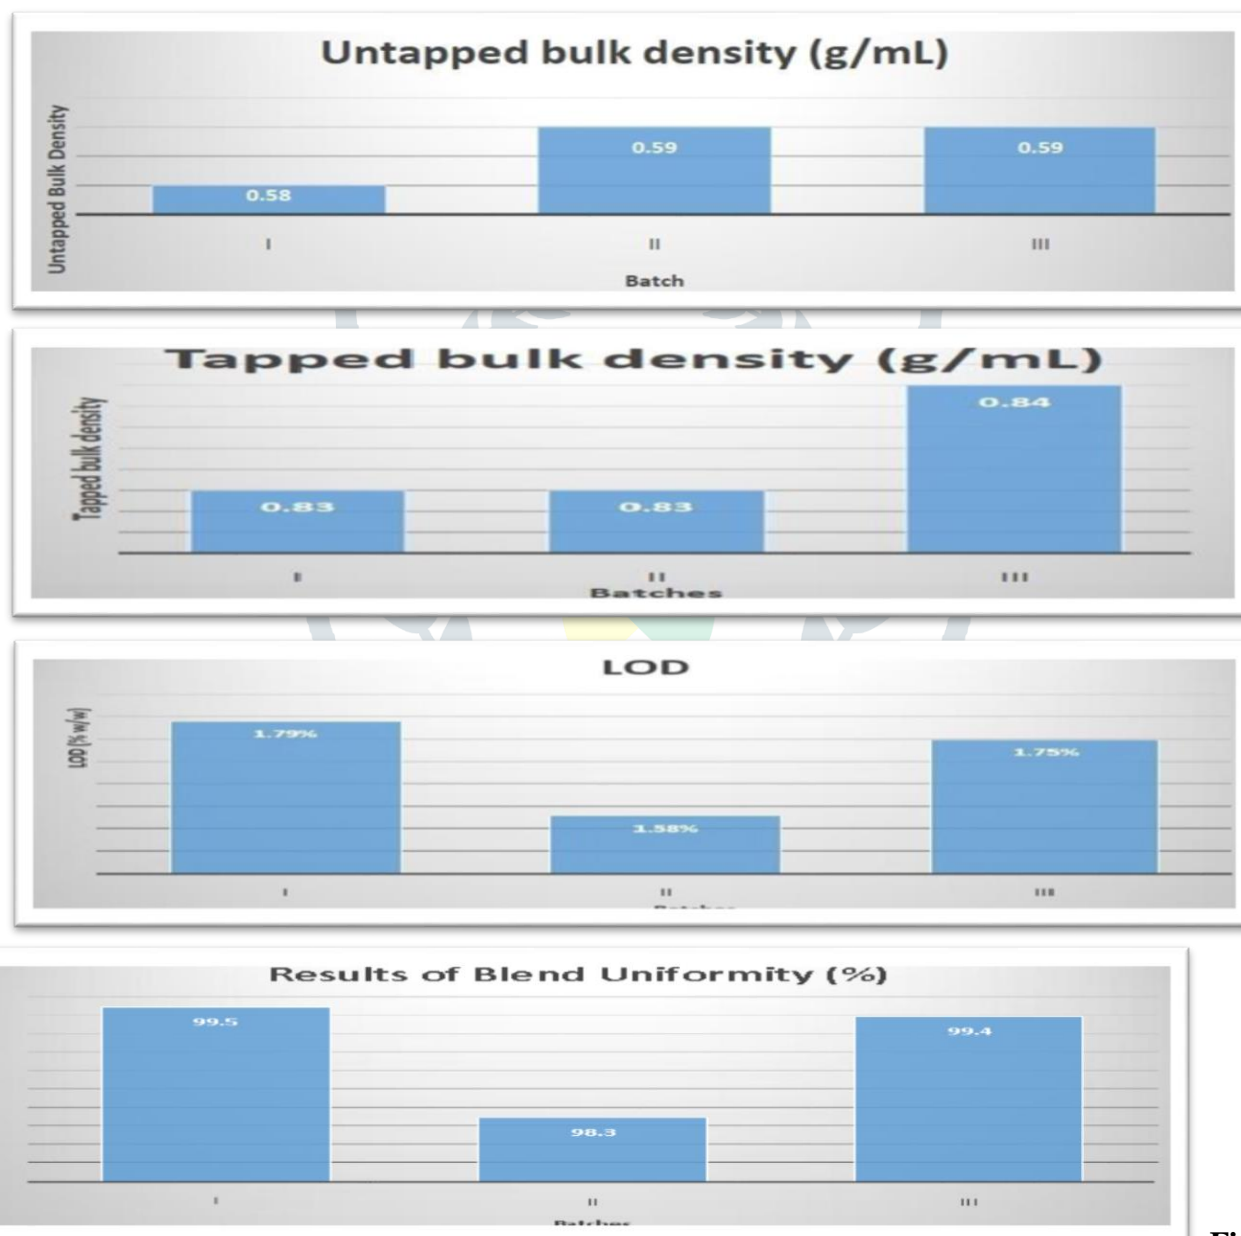 Untapped bulk density (g/mL)
Untapped Bulk Density
0.58
0.59
0.59
I
II
III
Batch
Tapped bulk density (g/mL)
Tapped bulk density
0.83
0.83
0.84
I
II
III
Batches
LOD
LOD (% w/w)
1.79%
1.58%
1.75%
I
II
III
Batches
Results of Blend Uniformity (%)
99.5
98.3
99.4
I
II
III
Batches